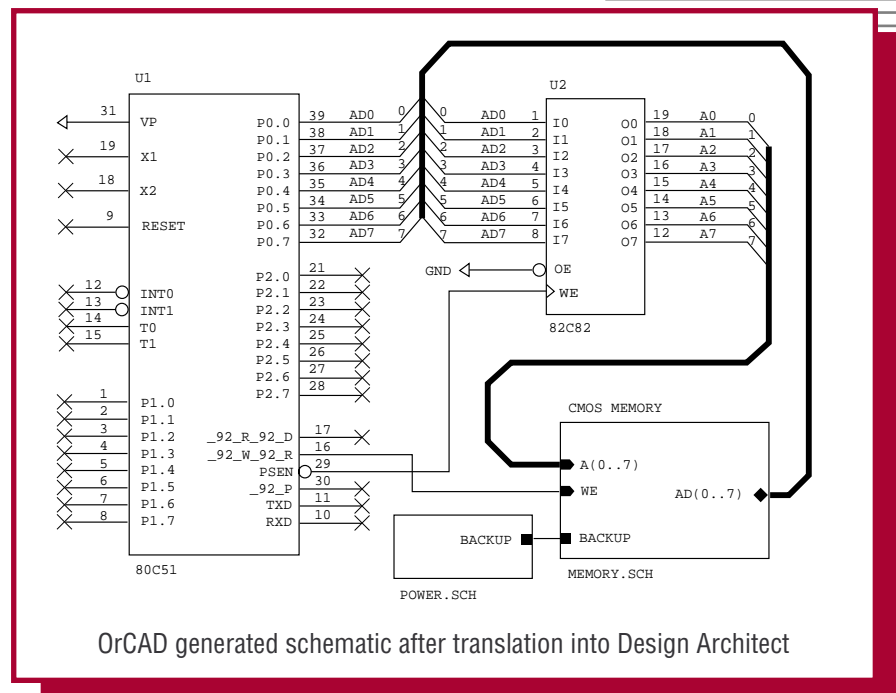 U1
31 VP
19 X1
18 X2
9 RESET
12 INT0
13 INT1
14 T0
15 T1
1 P1.0
2 P1.1
3 P1.2
4 P1.3
5 P1.4
6 P1.5
7 P1.6
8 P1.7
P0.0 39 AD0 0
P0.1 38 AD1 1
P0.2 37 AD2 2
P0.3 36 AD3 3
P0.4 35 AD4 4
P0.5 34 AD5 5
P0.6 33 AD6 6
P0.7 32 AD7 7
P2.0 21
P2.1 22
P2.2 23
P2.3 24
P2.4 25
P2.5 26
P2.6 27
P2.7 28
_92_R_92_D 17
_92_W_92_R 16
PSEN 29
_92_P 30
TXD 11
RXD 10
80C51
U2
0 AD0 1 I0
1 AD1 2 I1
2 AD2 3 I2
3 AD3 4 I3
4 AD4 5 I4
5 AD5 6 I5
6 AD6 7 I6
7 AD7 8 I7
GND OE
WE
O0 19 A0 0
O1 18 A1 1
O2 17 A2 2
O3 16 A3 3
O4 15 A4 4
O5 14 A5 5
O6 13 A6 6
O7 12 A7 7
82C82
CMOS MEMORY
A(0..7)
WE
AD(0..7)
BACKUP
MEMORY.SCH
BACKUP
POWER.SCH
OrCAD generated schematic after translation into Design Architect